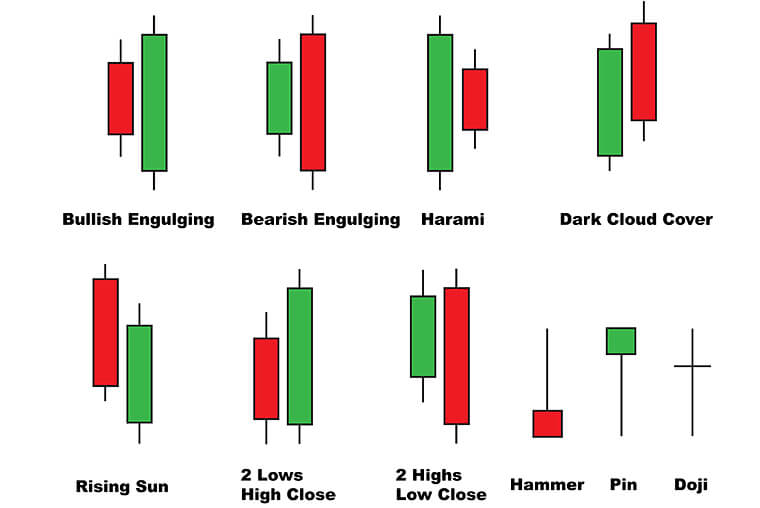 Bullish Engulging
Bearish Engulging
Harami
Dark Cloud Cover
Rising Sun
2 Lows
High Close
2 Highs
Low Close
Hammer
Pin
Doji